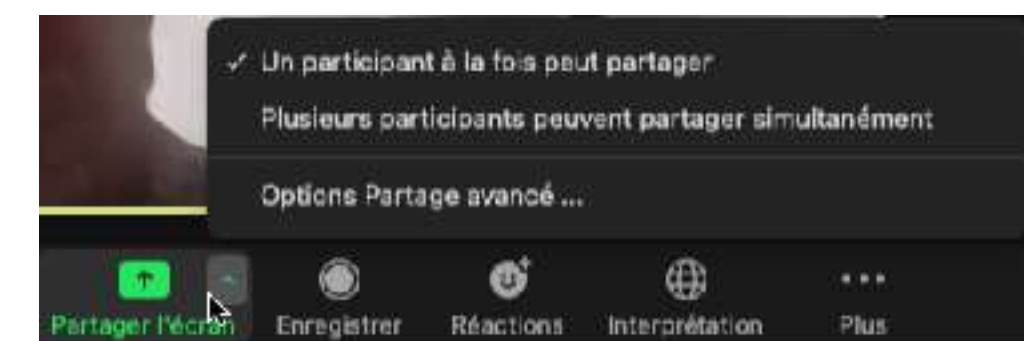 Un participant à la fois peut partager
Plusieurs participants peuvent partager simultanément
Options Partage avancé ...
Partager l'écran Enregistrer Réactions Interprétation Plus